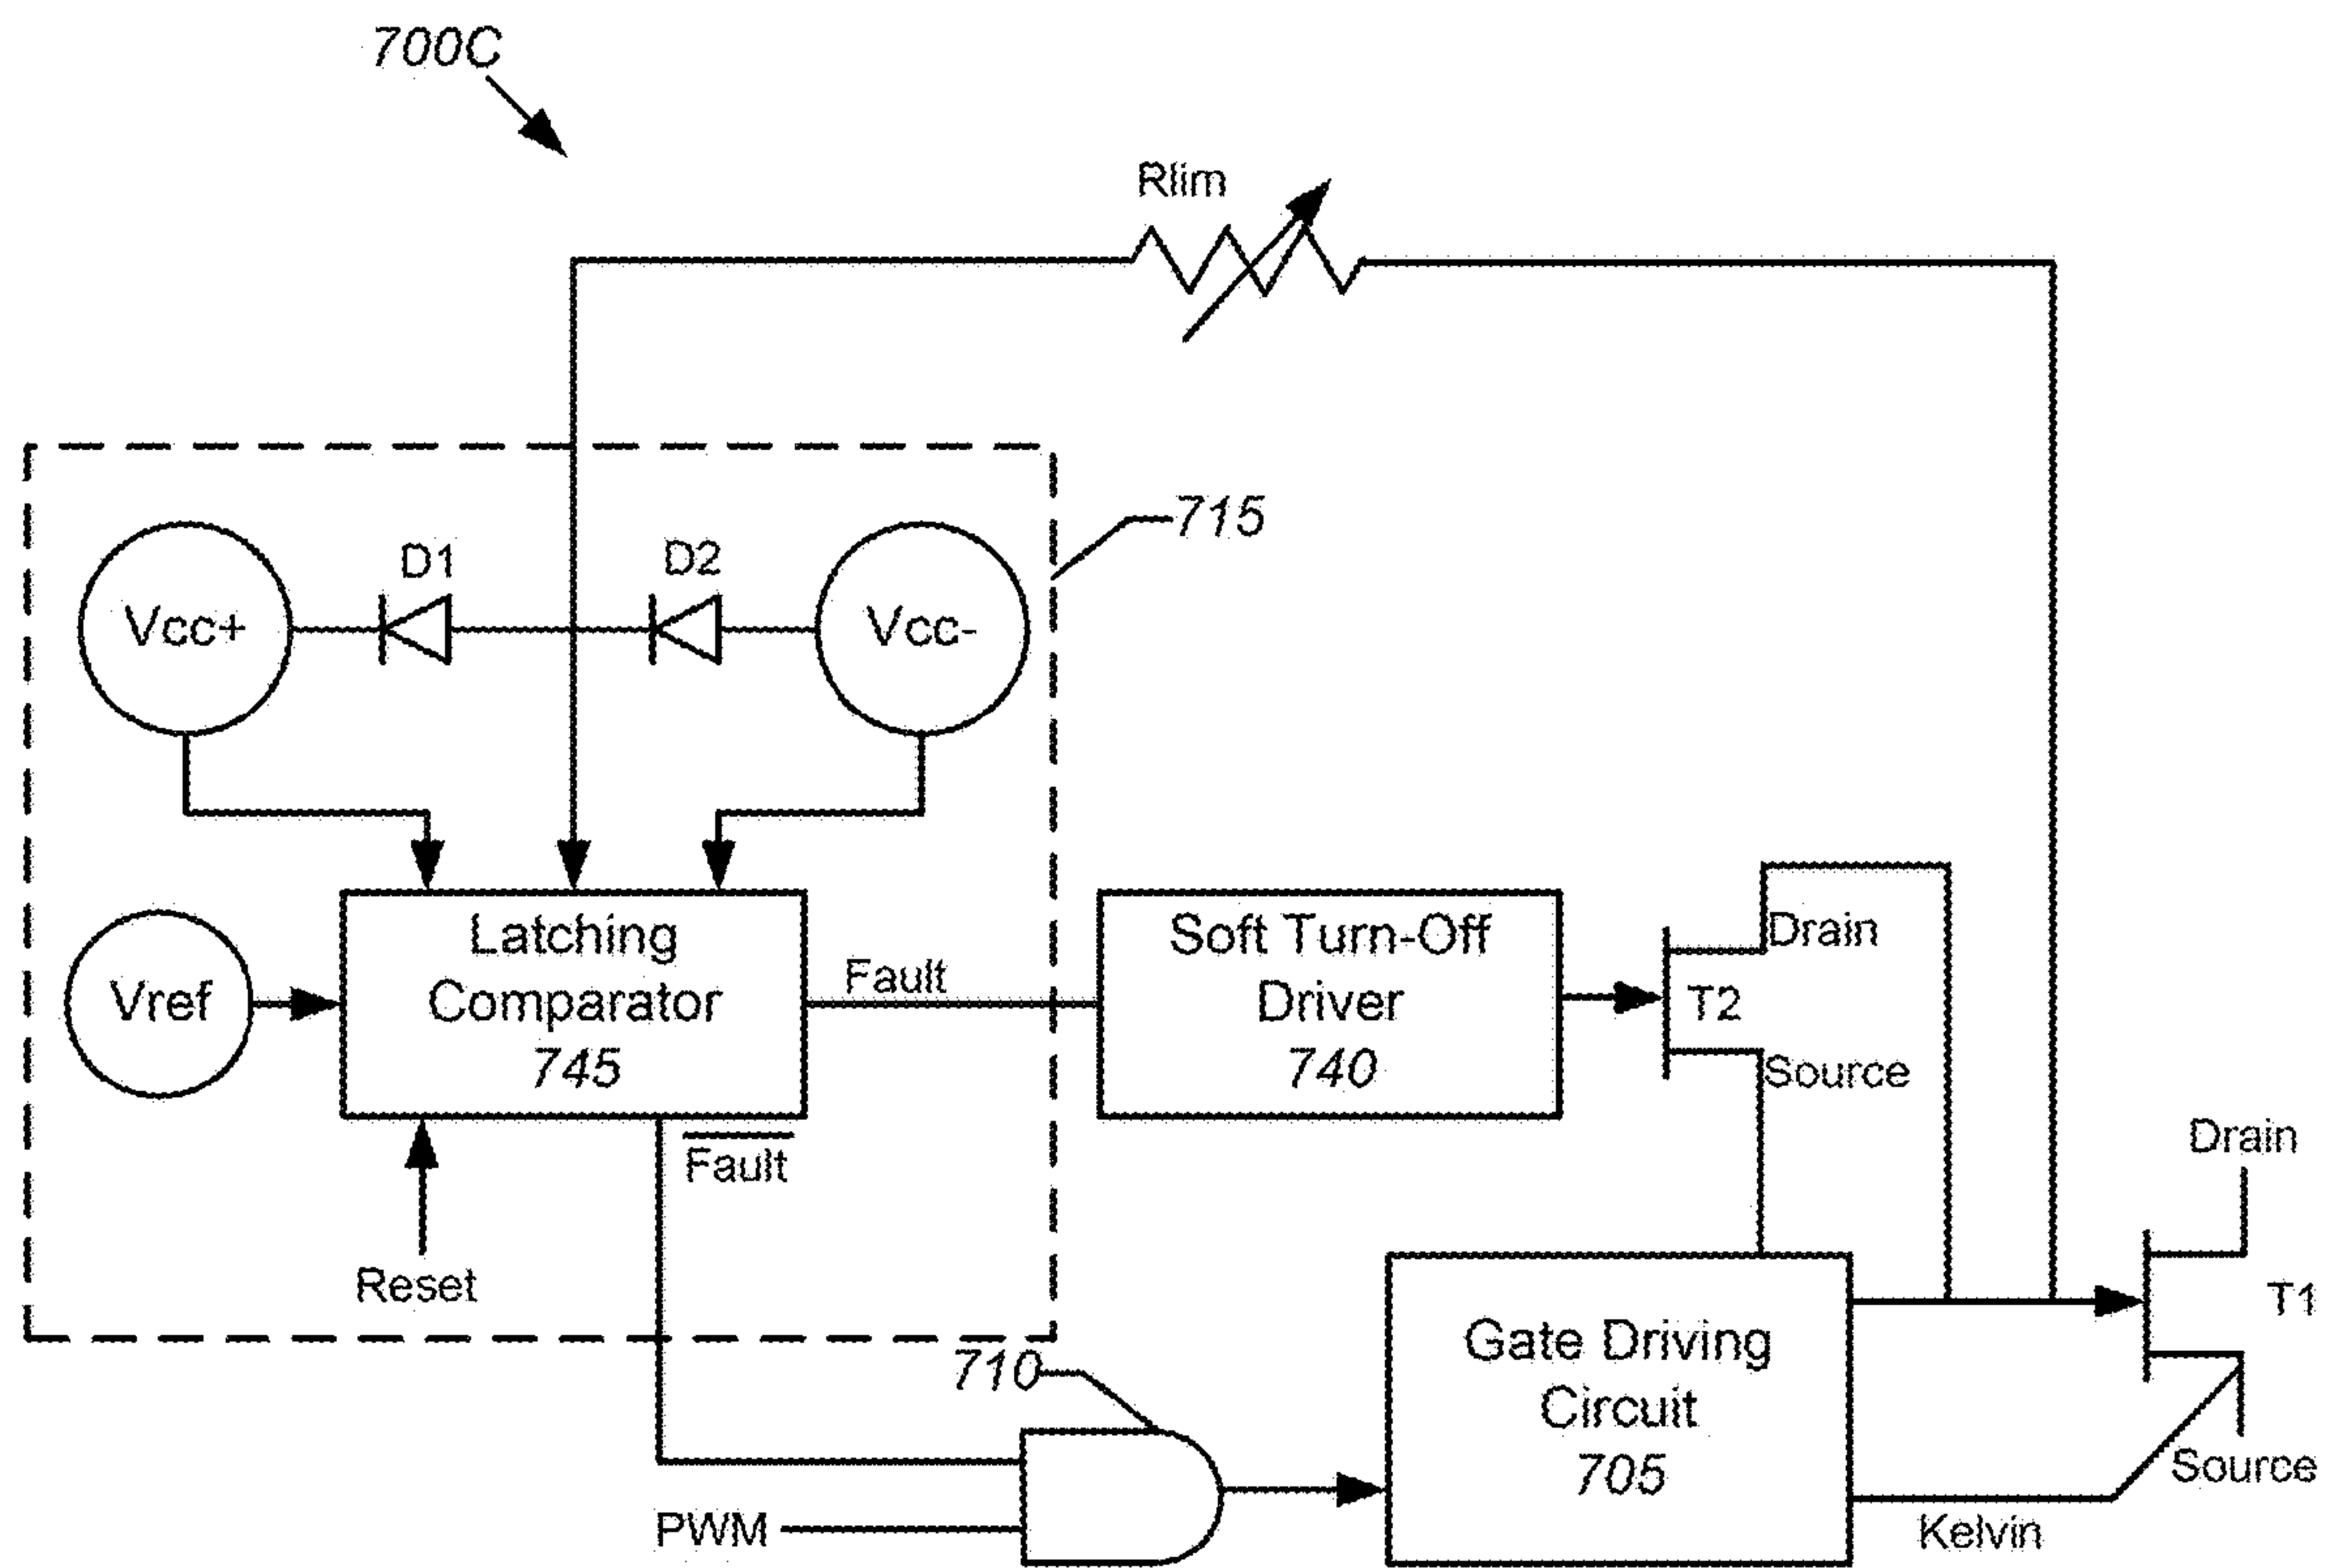 700C
Rlim
715
D1
D2
Vcc+
Vcc-
Latching
Comparator
745
Vref
Fault
Soft Turn-Off
Driver
740
Drain
T2
Source
Fault
Reset
Drain
T1
Source
710
Gate Driving
Circuit
705
PWM
Kelvin